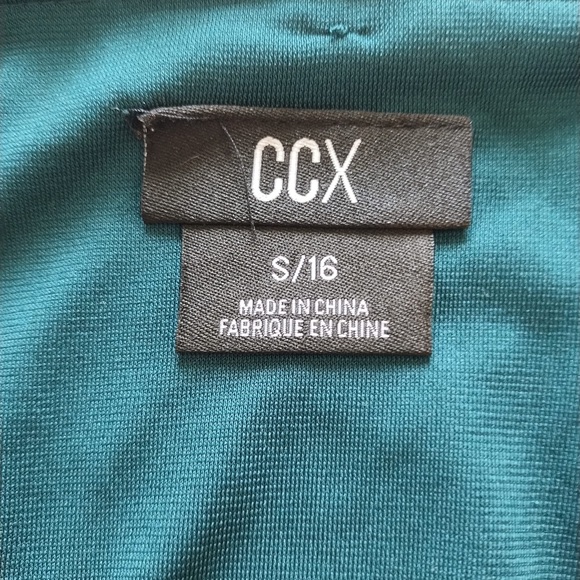 CCX
S/16
MADE IN CHINA
FABRIQUE EN CHINE